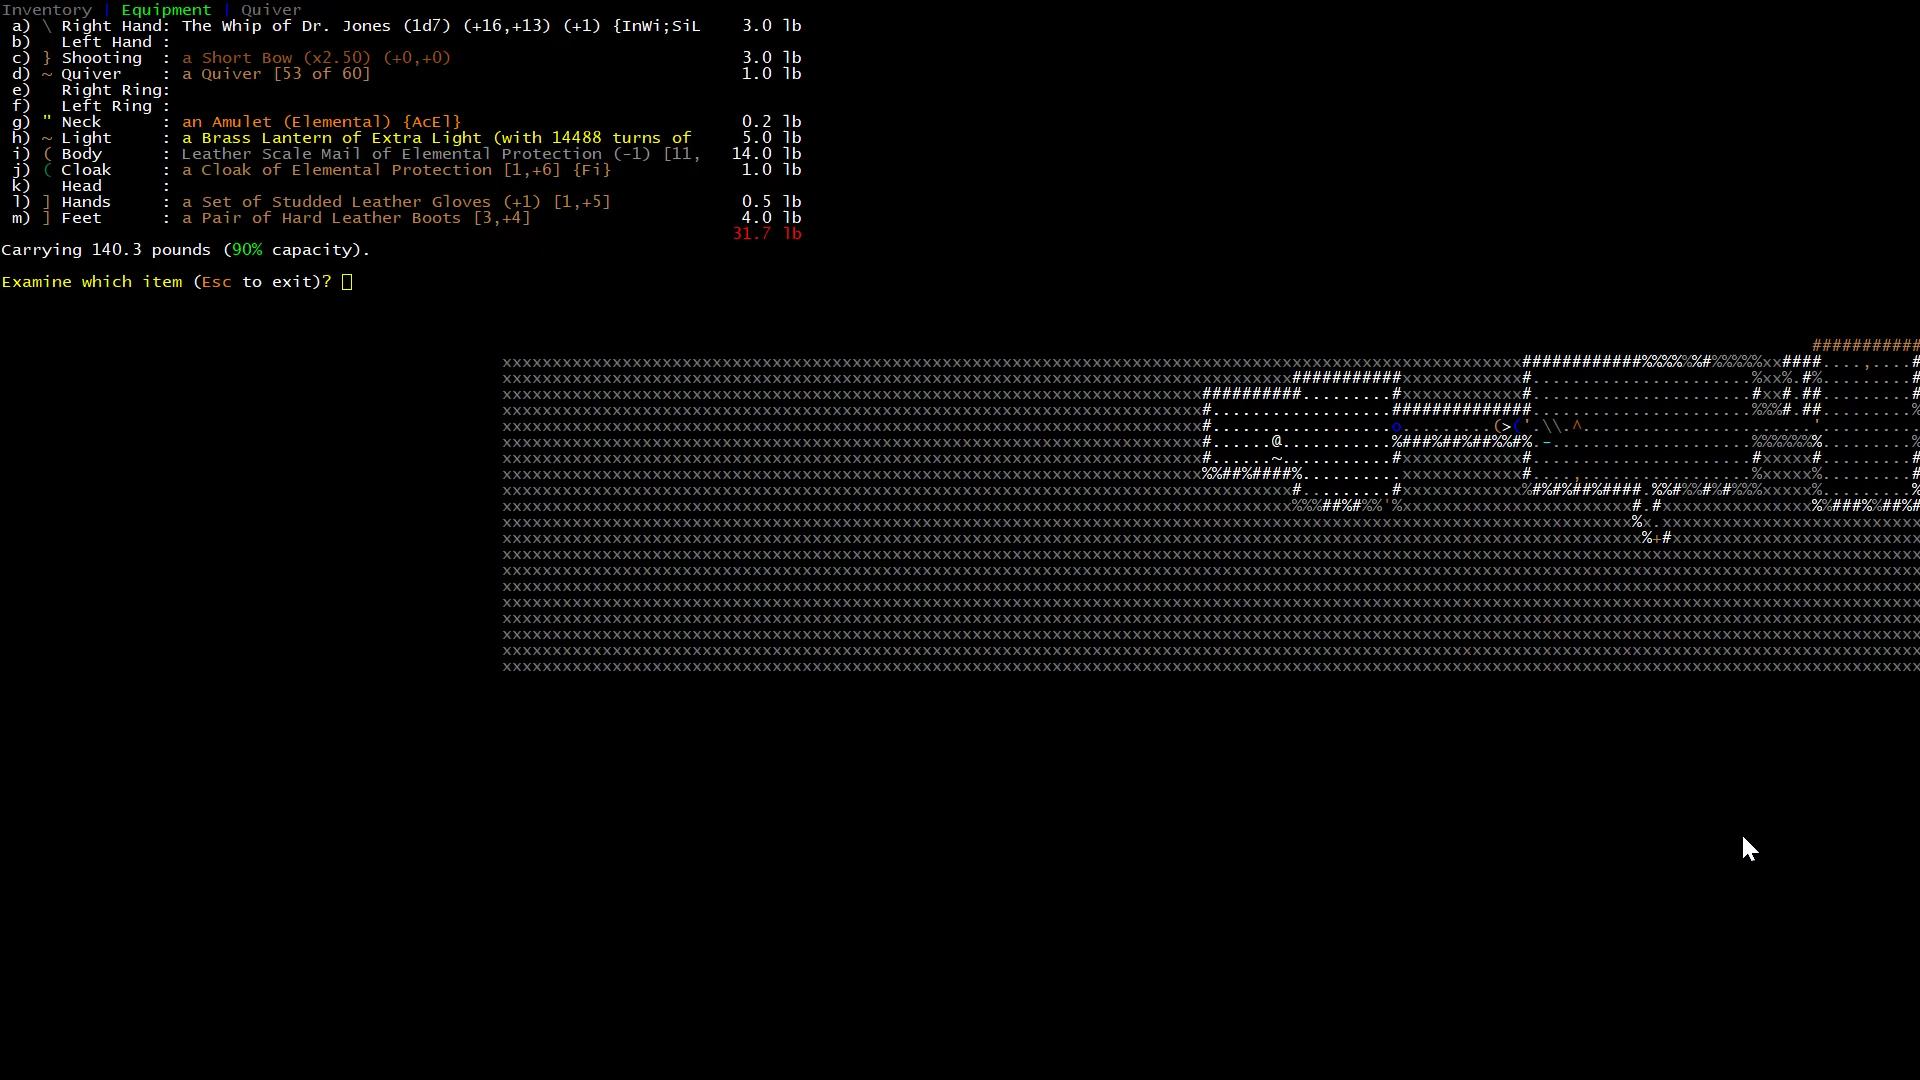 Inventory | Equipment | Quiver
a) \ Right Hand: The Whip of Dr. Jones (1d7) (+16,+13) (+1) {InWi;SiL 3.0 lb
b) Left Hand :
c) } Shooting : a Short Bow (x2.50) (+0,+0) 3.0 lb
d) ~ Quiver : a Quiver [53 of 60] 1.0 lb
e) Right Ring:
f) Left Ring :
g) " Neck : an Amulet (Elemental) {AcEl} 0.2 lb
h) ~ Light : a Brass Lantern of Extra Light (with 14488 turns of 5.0 lb
i) ( Body : Leather Scale Mail of Elemental Protection (-1) [11, 14.0 lb
j) ( Cloak : a Cloak of Elemental Protection [1,+6] {Fi} 1.0 lb
k) Head :
l) ] Hands : a Set of Studded Leather Gloves (+1) [1,+5] 0.5 lb
m) ] Feet : a Pair of Hard Leather Boots [3,+4] 4.0 lb
31.7 lb
Carrying 140.3 pounds (90% capacity).
Examine which item (Esc to exit)?